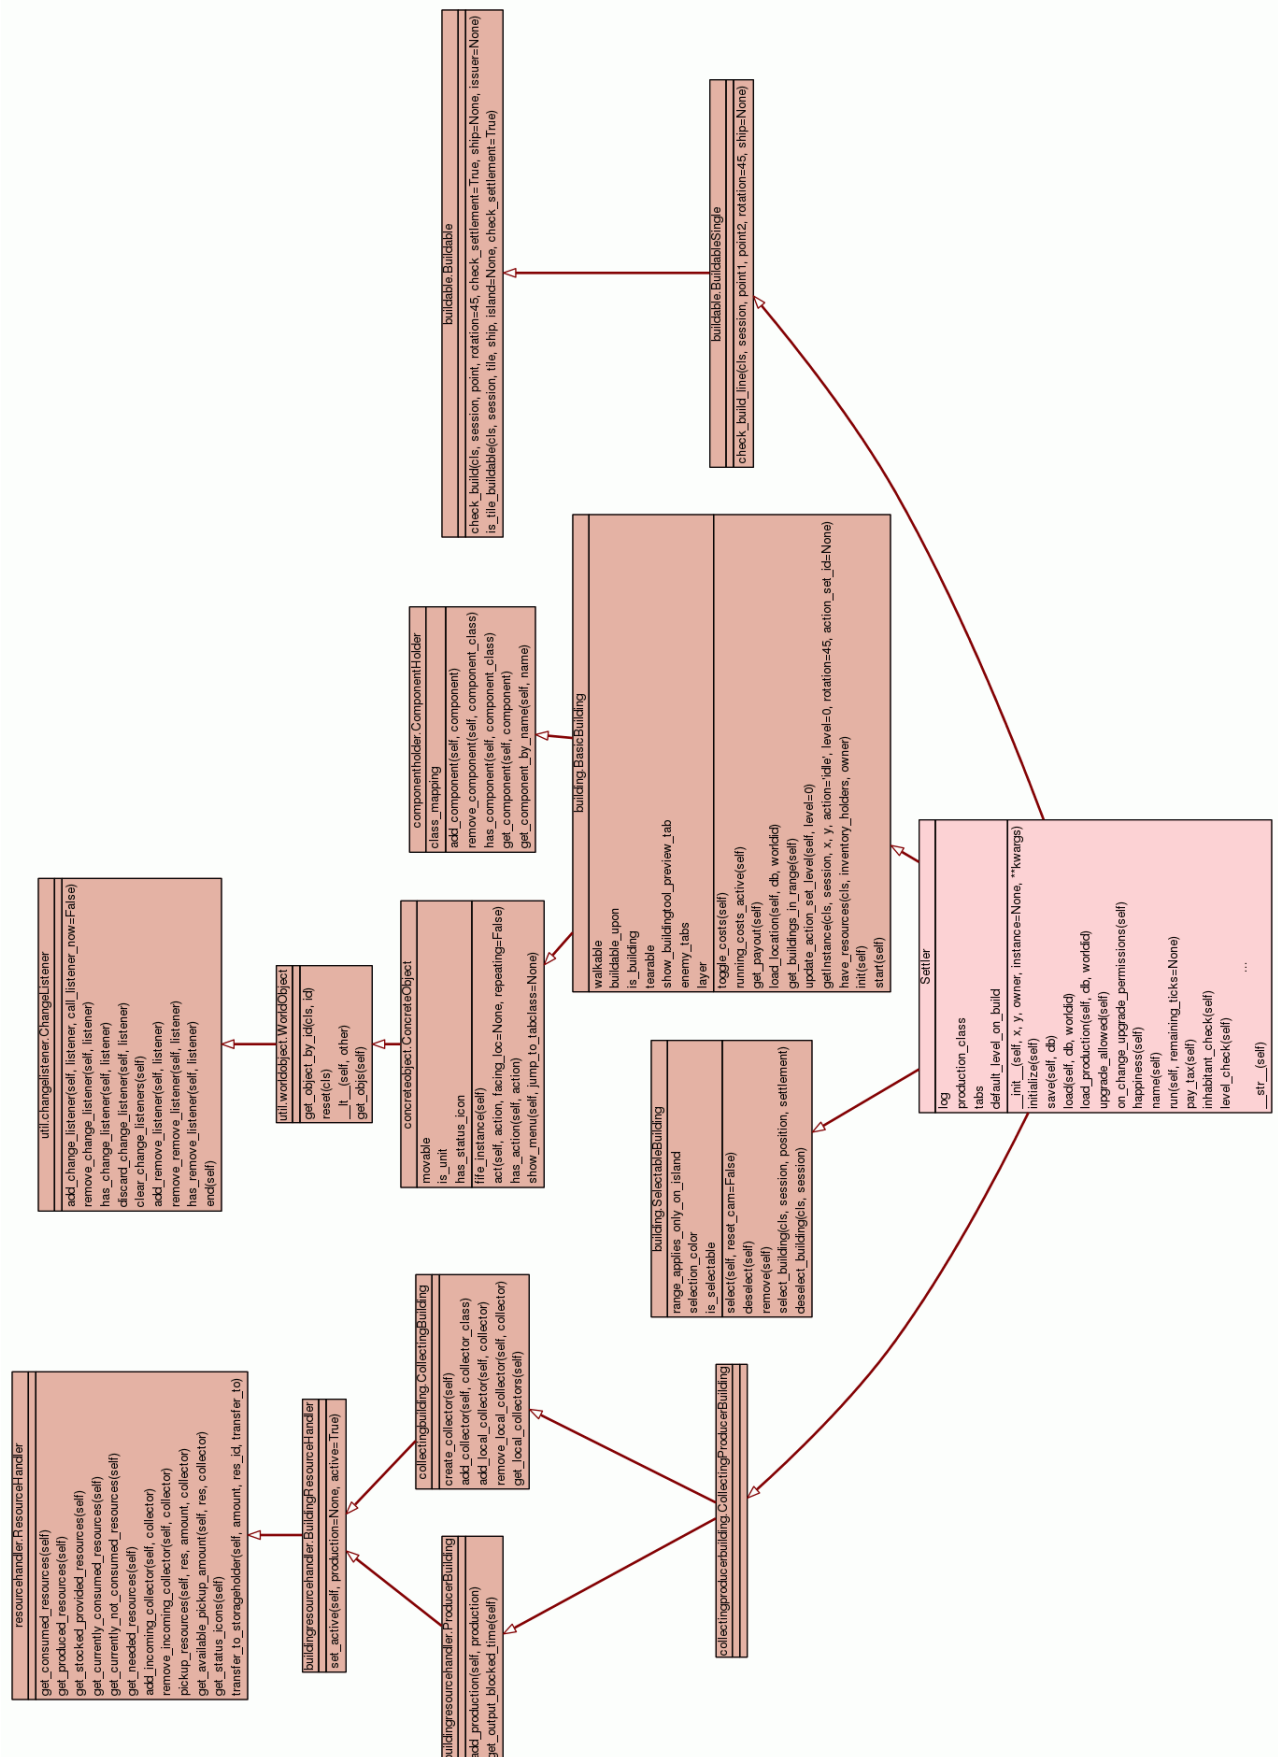 resourcehandler.ResourceHandler
get_consumed_resources(self)
get_produced_resources(self)
get_stocked_provided_resources(self)
get_currently_consumed_resources(self)
get_currently_not_consumed_resources(self)
get_needed_resources(self)
add_incoming_collector(self, collector)
remove_incoming_collector(self, collector)
pickup_resources(self, res, amount, collector)
get_available_pickup_amount(self, res, collector)
get_status_icons(self)
transfer_to_storageholder(self, amount, res_id, transfer_to)
util.changelistener.ChangeListener
add_change_listener(self, listener, call_listener_now=False)
remove_change_listener(self, listener)
has_change_listener(self, listener)
discard_change_listener(self, listener)
clear_change_listeners(self)
add_remove_listener(self, listener)
remove_remove_listener(self, listener)
has_remove_listener(self, listener)
end(self)
util.worldobject.WorldObject
get_object_by_id(cls, id)
reset(cls)
__lt__(self, other)
get_objs(self)
buildingresourcehandler.BuildingResourceHandler
set_active(self, production=None, active=True)
uildingresourcehandler.ProducerBuilding
add_production(self, production)
get_output_blocked_time(self)
collectingbuilding.CollectingBuilding
create_collector(self)
add_collector(self, collector_class)
add_local_collector(self, collector)
remove_local_collector(self, collector)
get_local_collectors(self)
concreteobject.ConcreteObject
movable
is_unit
has_status_icon
fife_instance(self)
act(self, action, facing_loc=None, repeating=False)
has_action(self, action)
show_menu(self, jump_to_tabclass=None)
componentholder.ComponentHolder
class_mapping
add_component(self, component)
remove_component(self, component_class)
has_component(self, component_class)
get_component(self, component)
get_component_by_name(self, name)
buildable.Buildable
check_build(cls, session, point, rotation=45, check_settlement=True, ship=None, issuer=None)
is_tile_buildable(cls, session, tile, ship, island=None, check_settlement=True)
collectingproducerbuilding.CollectingProducerBuilding
building.SelectableBuilding
range_applies_only_on_island
selection_color
is_selectable
select(self, reset_cam=False)
deselect(self)
remove(self)
select_building(cls, session, position, settlement)
deselect_building(cls, session)
building.BasicBuilding
walkable
buildable_upon
is_building
tearable
show_buildingtool_preview_tab
enemy_tabs
layer
toggle_costs(self)
running_costs_active(self)
get_payout(self)
load_location(self, db, worldid)
get_buildings_in_range(self)
update_action_set_level(self, level=0)
getInstance(cls, session, x, y, action='idle', level=0, rotation=45, action_set_id=None)
have_resources(cls, inventory_holders, owner)
init(self)
start(self)
buildable.BuildableSingle
check_build_line(cls, session, point1, point2, rotation=45, ship=None)
Settler
log
production_class
tabs
default_level_on_build
__init__(self, x, y, owner, instance=None, **kwargs)
initialize(self)
save(self, db)
load(self, db, worldid)
load_production(self, db, worldid)
upgrade_allowed(self)
on_change_upgrade_permissions(self)
happiness(self)
name(self)
run(self, remaining_ticks=None)
pay_tax(self)
inhabitant_check(self)
level_check(self)
...
__str__(self)